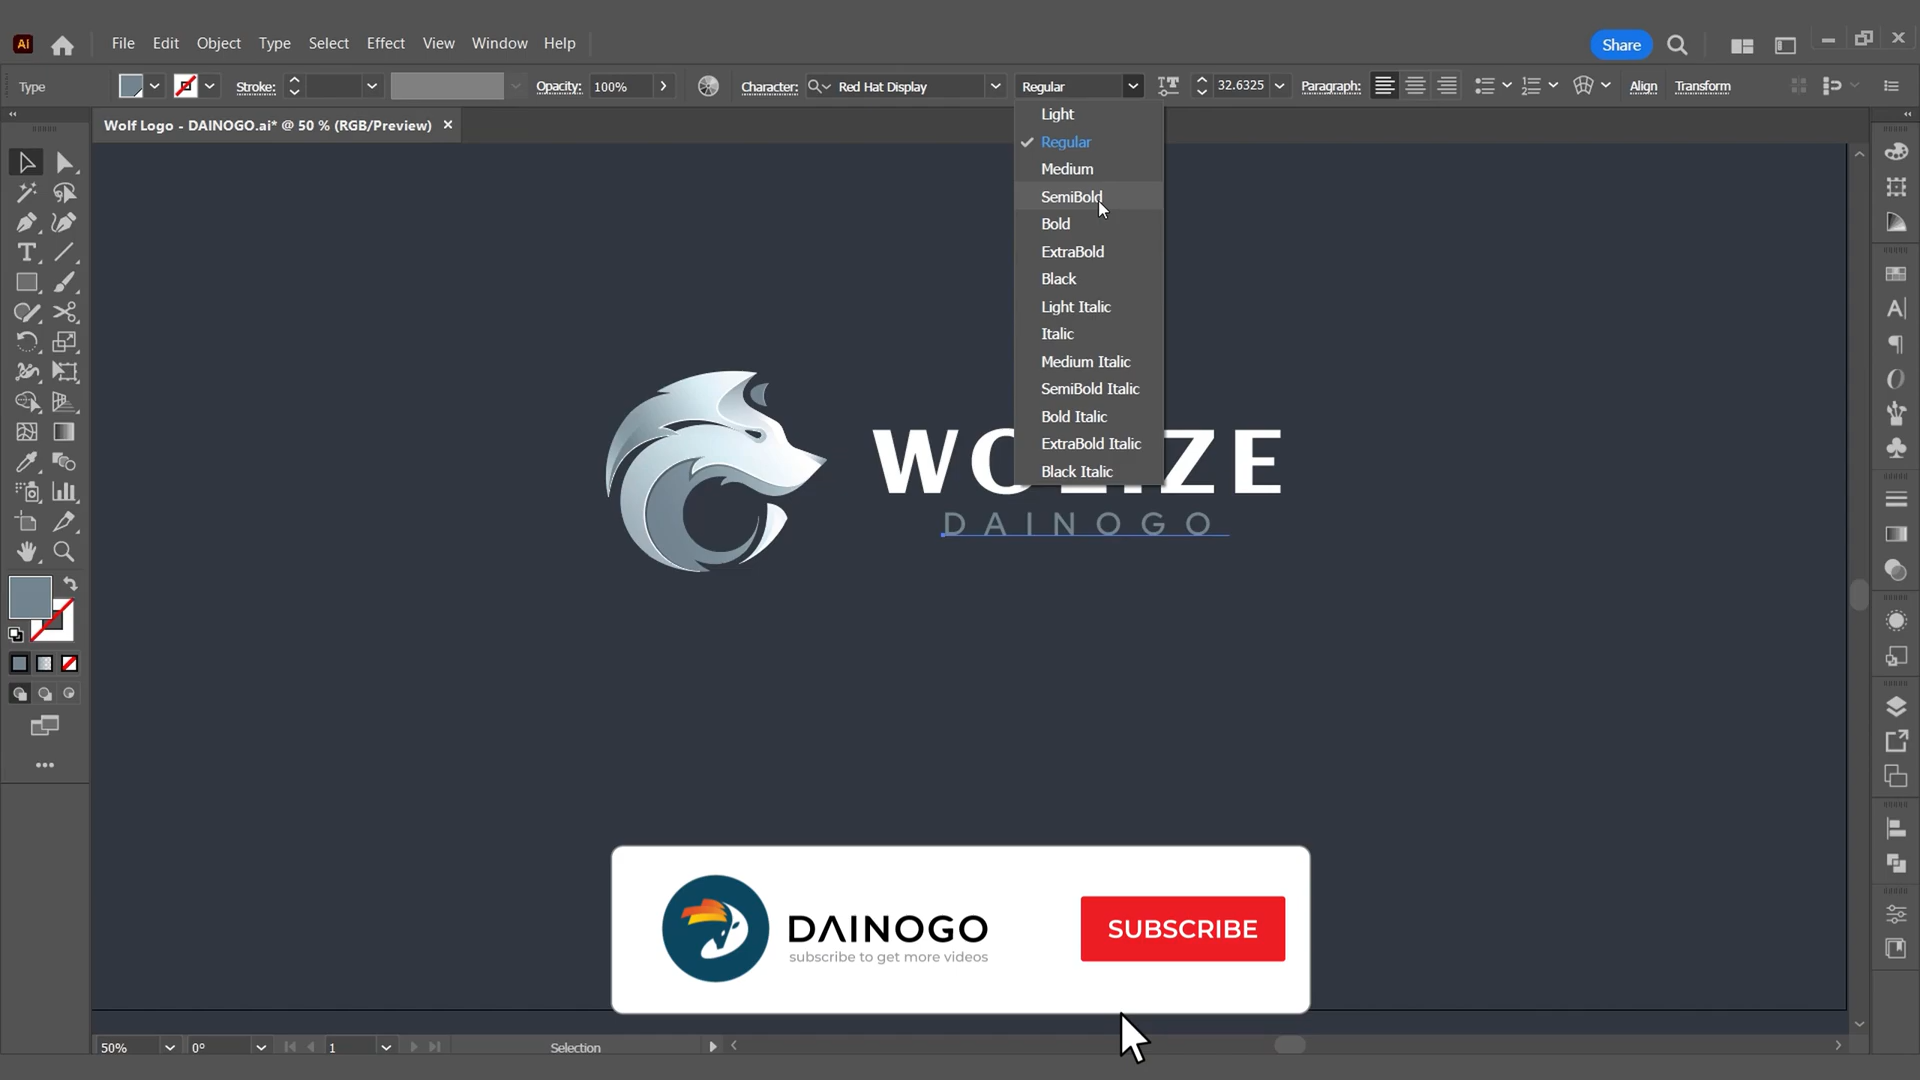 Ai
File Edit Object Type Select Effect View Window Help
Share
Type
Stroke:
Opacity: 100%
Character: Red Hat Display
Regular
32.6325
Paragraph:
Align
Transform
Wolf Logo - DAINOGO.ai* @ 50 % (RGB/Preview)
Light
Regular
Medium
SemiBold
Bold
ExtraBold
Black
Light Italic
Italic
Medium Italic
SemiBold Italic
Bold Italic
ExtraBold Italic
Black Italic
DAINOGO
DAINOGO
subscribe to get more videos
SUBSCRIBE
50% 0° 1 Selection